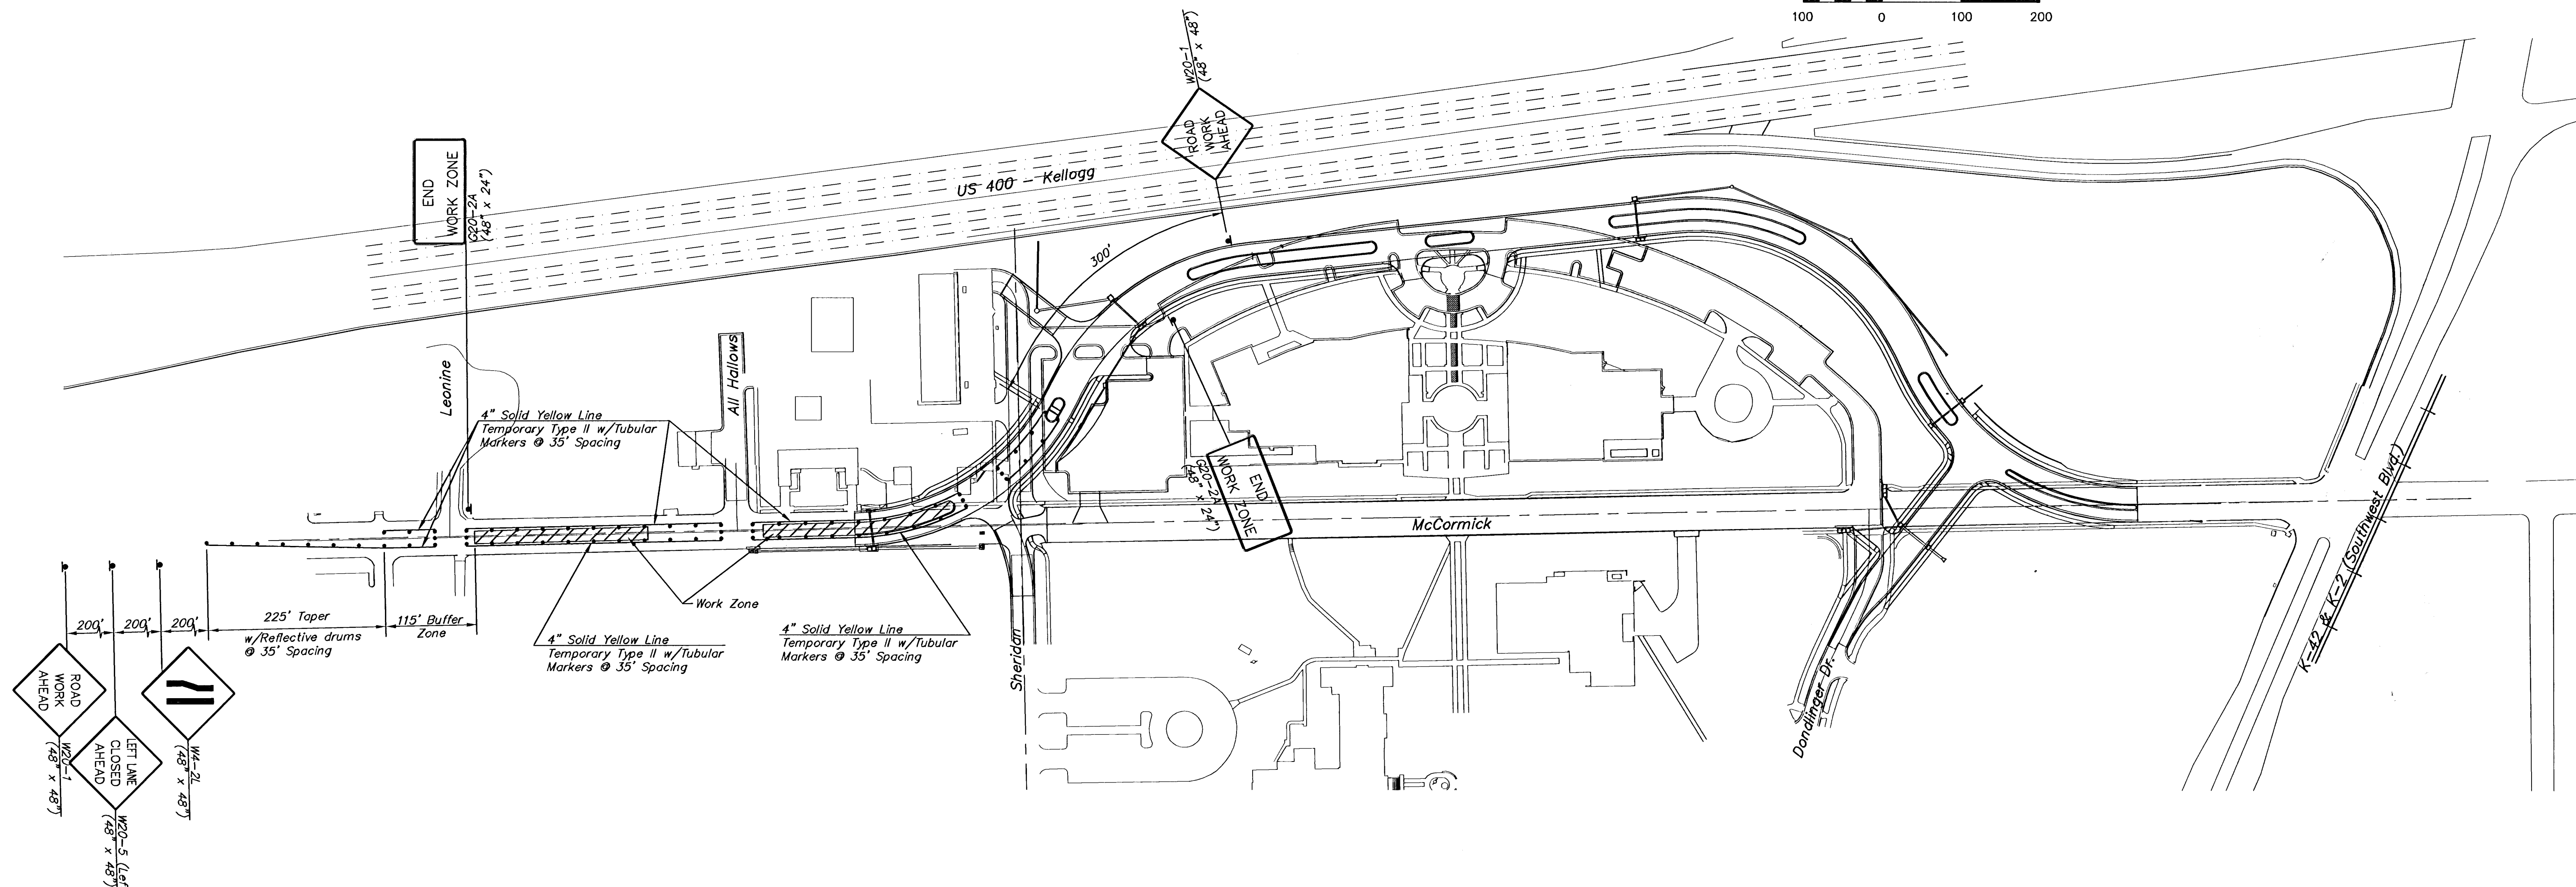 100 0 100 200
W20-1
(48" x 48")
ROAD
WORK
AHEAD
END
WORK ZONE
G20-2A
(48" x 24")
US 400 - Kellogg
300'
Leonine
All Hallows
4" Solid Yellow Line
Temporary Type II w/Tubular
Markers @ 35' Spacing
END
WORK ZONE
G20-2A
(48" x 24")
McCormick
K-42 & K-2 (Southwest Blvd.)
Work Zone
200'
200'
200'
225' Taper
w/Reflective drums
@ 35' Spacing
115' Buffer
Zone
4" Solid Yellow Line
Temporary Type II w/Tubular
Markers @ 35' Spacing
4" Solid Yellow Line
Temporary Type II w/Tubular
Markers @ 35' Spacing
Sheridan
Dondlinger Dr.
ROAD
WORK
AHEAD
W20-1
(48" x 48")
LEFT LANE
CLOSED
AHEAD
W20-5 (Lef
(48" x 48")
W4-2L
(48" x 48")